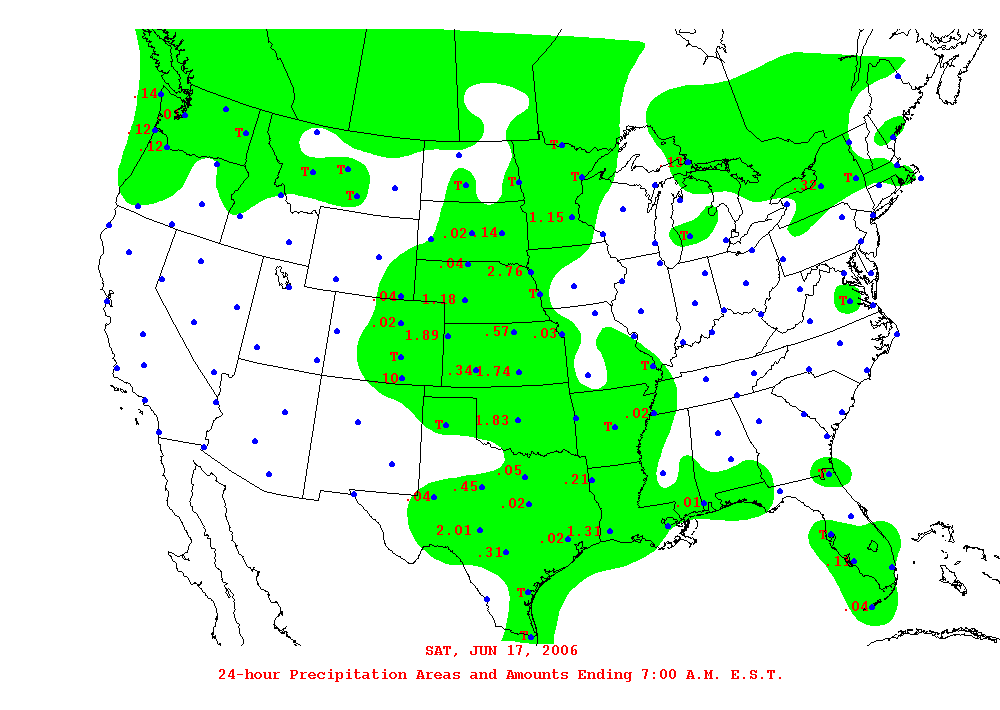 .14
.12
.12
T
T
T
T
T
T
T
T
.11
.32
T
1.15
T
.02 .14
.04
2.76
.04
1.18
T
T
.02
1.89
.57
.03
T
.10
.34 1.74
T
.02
T
1.83
T
.05
.21
T
.04
.45
.02
.01
2.01
.02
1.31
T
.31
.11
T
.04
T
SAT, JUN 17, 2006
24-hour Precipitation Areas and Amounts Ending 7:00 A.M. E.S.T.